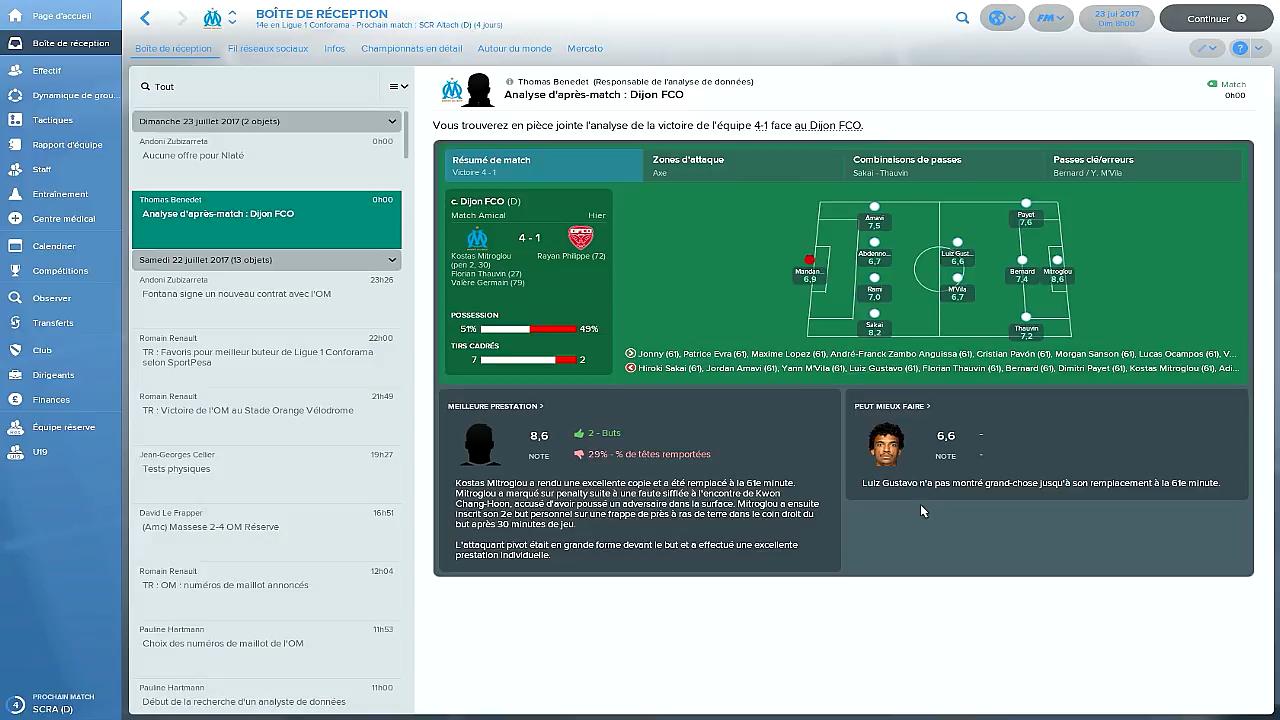 Page d'accueil
Boîte de réception
Effectif
Dynamique de grou...
Tactiques
Rapport d'équipe
Staff
Entraînement
Centre médical
Calendrier
Compétitions
Observer
Transferts
Club
Dirigeants
Finances
Équipe réserve
U19
4 PROCHAIN MATCH
SCRA (D)
BOÎTE DE RÉCEPTION
14e en Ligue 1 Conforama - Prochain match : SCR Altach (D) (4 jours)
FM
23 jul 2017
Dim 8h00
Continuer
Boîte de réception Fil réseaux sociaux Infos Championnats en détail Autour du monde Mercato
?
Tout
Dimanche 23 juillet 2017 (2 objets)
Andoni Zubizarreta 0h00
Aucune offre pour Niaté
Thomas Benedet 0h00
Analyse d'après-match : Dijon FCO
Samedi 22 juillet 2017 (13 objets)
Andoni Zubizarreta 23h26
Fontana signe un nouveau contrat avec l'OM
Romain Renault 22h00
TR : Favoris pour meilleur buteur de Ligue 1 Conforama
selon SportPesa
Romain Renault 21h49
TR : Victoire de l'OM au Stade Orange Vélodrome
Jean-Georges Cellier 19h27
Tests physiques
David Le Frapper 16h51
(Amc) Massese 2-4 OM Réserve
Romain Renault 12h04
TR : OM : numéros de maillot annoncés
Pauline Hartmann 11h53
Choix des numéros de maillot de l'OM
Pauline Hartmann 11h00
Début de la recherche d'un analyste de données
Thomas Benedet (Responsable de l'analyse de données)
Analyse d'après-match : Dijon FCO
Match
0h00
Vous trouverez en pièce jointe l'analyse de la victoire de l'équipe 4-1 face au Dijon FCO.
Résumé de match
Victoire 4 - 1
Zones d'attaque
Axe
Combinaisons de passes
Sakai - Thauvin
Passes clé/erreurs
Bernard / Y. M'Vila
c. Dijon FCO (D)
Match Amical Hier
4 - 1
Kostas Mitroglou
(pen 2, 30)
Florian Thauvin (27)
Valère Germain (79)
Rayan Philippe (72)
POSSESSION
51% 49%
TIRS CADRÉS
7 2
Mandan...
6,9
Amavi
7,5
Abdenno...
6,7
Rami
7,0
Sakai
8,2
Luiz Gust...
6,6
M'Vila
6,7
Payet
7,6
Bernard
7,4
Thauvin
7,2
Mitroglou
8,6
Jonny (61), Patrice Evra (61), Maxime Lopez (61), André-Franck Zambo Anguissa (61), Cristian Pavón (61), Morgan Sanson (61), Lucas Ocampos (61), V...
Hiroki Sakai (61), Jordan Amavi (61), Yann M'Vila (61), Luiz Gustavo (61), Florian Thauvin (61), Bernard (61), Dimitri Payet (61), Kostas Mitroglou (61), Adi...
MEILLEURE PRESTATION >
8,6
NOTE
2 - Buts
29% - % de têtes remportées
Kostas Mitroglou a rendu une excellente copie et a été remplacé à la 61e minute.
Mitroglou a marqué sur penalty suite à une faute sifflée à l'encontre de Kwon
Chang-Hoon, accusé d'avoir poussé un adversaire dans la surface. Mitroglou a ensuite
inscrit son 2e but personnel sur une frappe de près à ras de terre dans le coin droit du
but après 30 minutes de jeu.
L'attaquant pivot était en grande forme devant le but et a effectué une excellente
prestation individuelle.
PEUT MIEUX FAIRE >
6,6
NOTE
-
-
Luiz Gustavo n'a pas montré grand-chose jusqu'à son remplacement à la 61e minute.